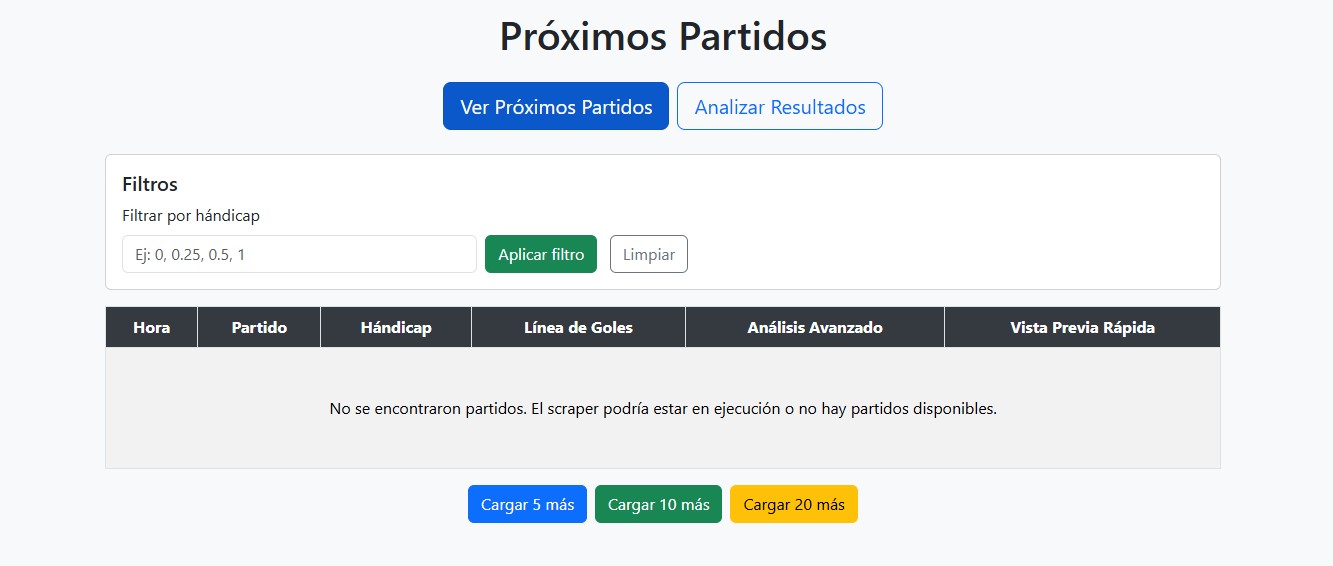 Próximos Partidos
Ver Próximos Partidos
Analizar Resultados
Filtros
Filtrar por hándicap
Ej: 0, 0.25, 0.5, 1
Aplicar filtro
Limpiar
Hora
Partido
Hándicap
Línea de Goles
Análisis Avanzado
Vista Previa Rápida
No se encontraron partidos. El scraper podría estar en ejecución o no hay partidos disponibles.
Cargar 5 más
Cargar 10 más
Cargar 20 más